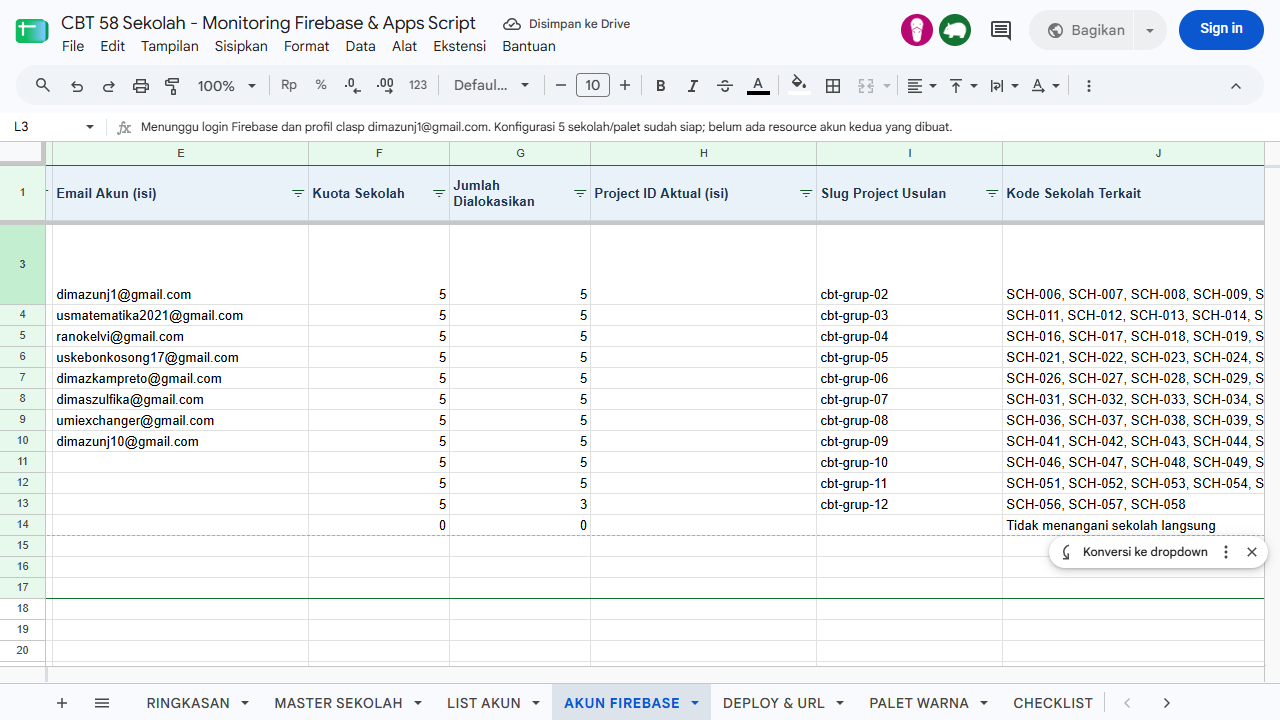 CBT 58 Sekolah - Monitoring Firebase & Apps Script
Disimpan ke Drive
File Edit Tampilan Sisipkan Format Data Alat Ekstensi Bantuan
Bagikan
Sign in
100% Rp % .0 .00 123 Defaul... 10 B I A
L3
fx Menunggu login Firebase dan profil clasp dimazunj1@gmail.com. Konfigurasi 5 sekolah/palet sudah siap; belum ada resource akun kedua yang dibuat.
E F G H I J
1 Email Akun (isi) Kuota Sekolah Jumlah Dialokasikan Project ID Aktual (isi) Slug Project Usulan Kode Sekolah Terkait
3 dimazunj1@gmail.com 5 5 cbt-grup-02 SCH-006, SCH-007, SCH-008, SCH-009, S
4 usmatematika2021@gmail.com 5 5 cbt-grup-03 SCH-011, SCH-012, SCH-013, SCH-014, S
5 ranokelvi@gmail.com 5 5 cbt-grup-04 SCH-016, SCH-017, SCH-018, SCH-019, S
6 uskebonkosong17@gmail.com 5 5 cbt-grup-05 SCH-021, SCH-022, SCH-023, SCH-024, S
7 dimazkampreto@gmail.com 5 5 cbt-grup-06 SCH-026, SCH-027, SCH-028, SCH-029, S
8 dimaszulfika@gmail.com 5 5 cbt-grup-07 SCH-031, SCH-032, SCH-033, SCH-034, S
9 umiexchanger@gmail.com 5 5 cbt-grup-08 SCH-036, SCH-037, SCH-038, SCH-039, S
10 dimazunj10@gmail.com 5 5 cbt-grup-09 SCH-041, SCH-042, SCH-043, SCH-044, S
11 5 5 cbt-grup-10 SCH-046, SCH-047, SCH-048, SCH-049, S
12 5 5 cbt-grup-11 SCH-051, SCH-052, SCH-053, SCH-054, S
13 5 3 cbt-grup-12 SCH-056, SCH-057, SCH-058
14 0 0 Tidak menangani sekolah langsung
15
Konversi ke dropdown
16
17
18
19
20
RINGKASAN MASTER SEKOLAH LIST AKUN AKUN FIREBASE DEPLOY & URL PALET WARNA CHECKLIST